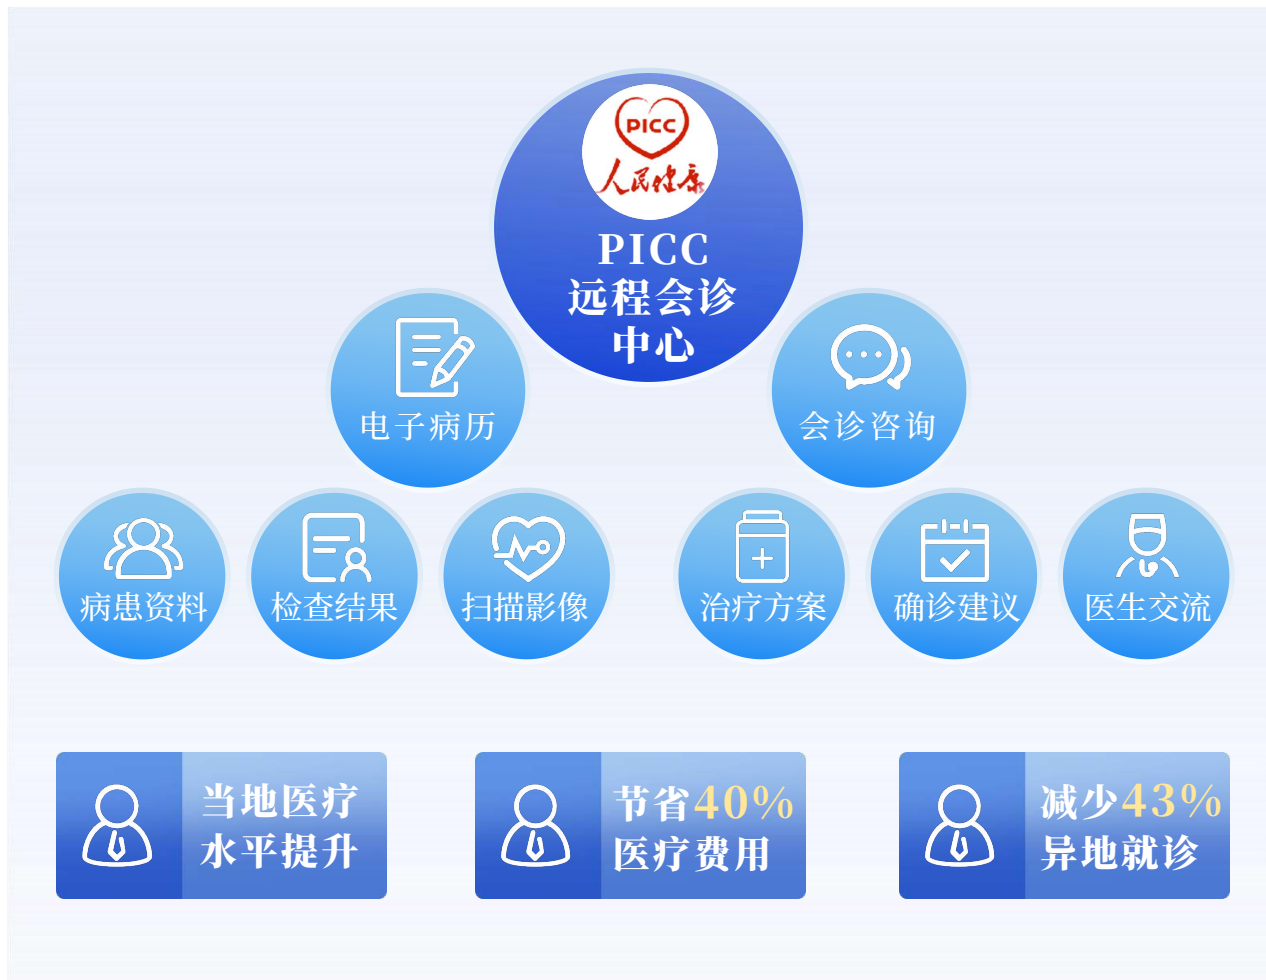 PICC
人民健康
PICC
远程会诊
中心
电子病历
会诊咨询
病患资料
检查结果
扫描影像
治疗方案
确诊建议
医生交流
当地医疗
水平提升
节省40%
医疗费用
减少43%
异地就诊